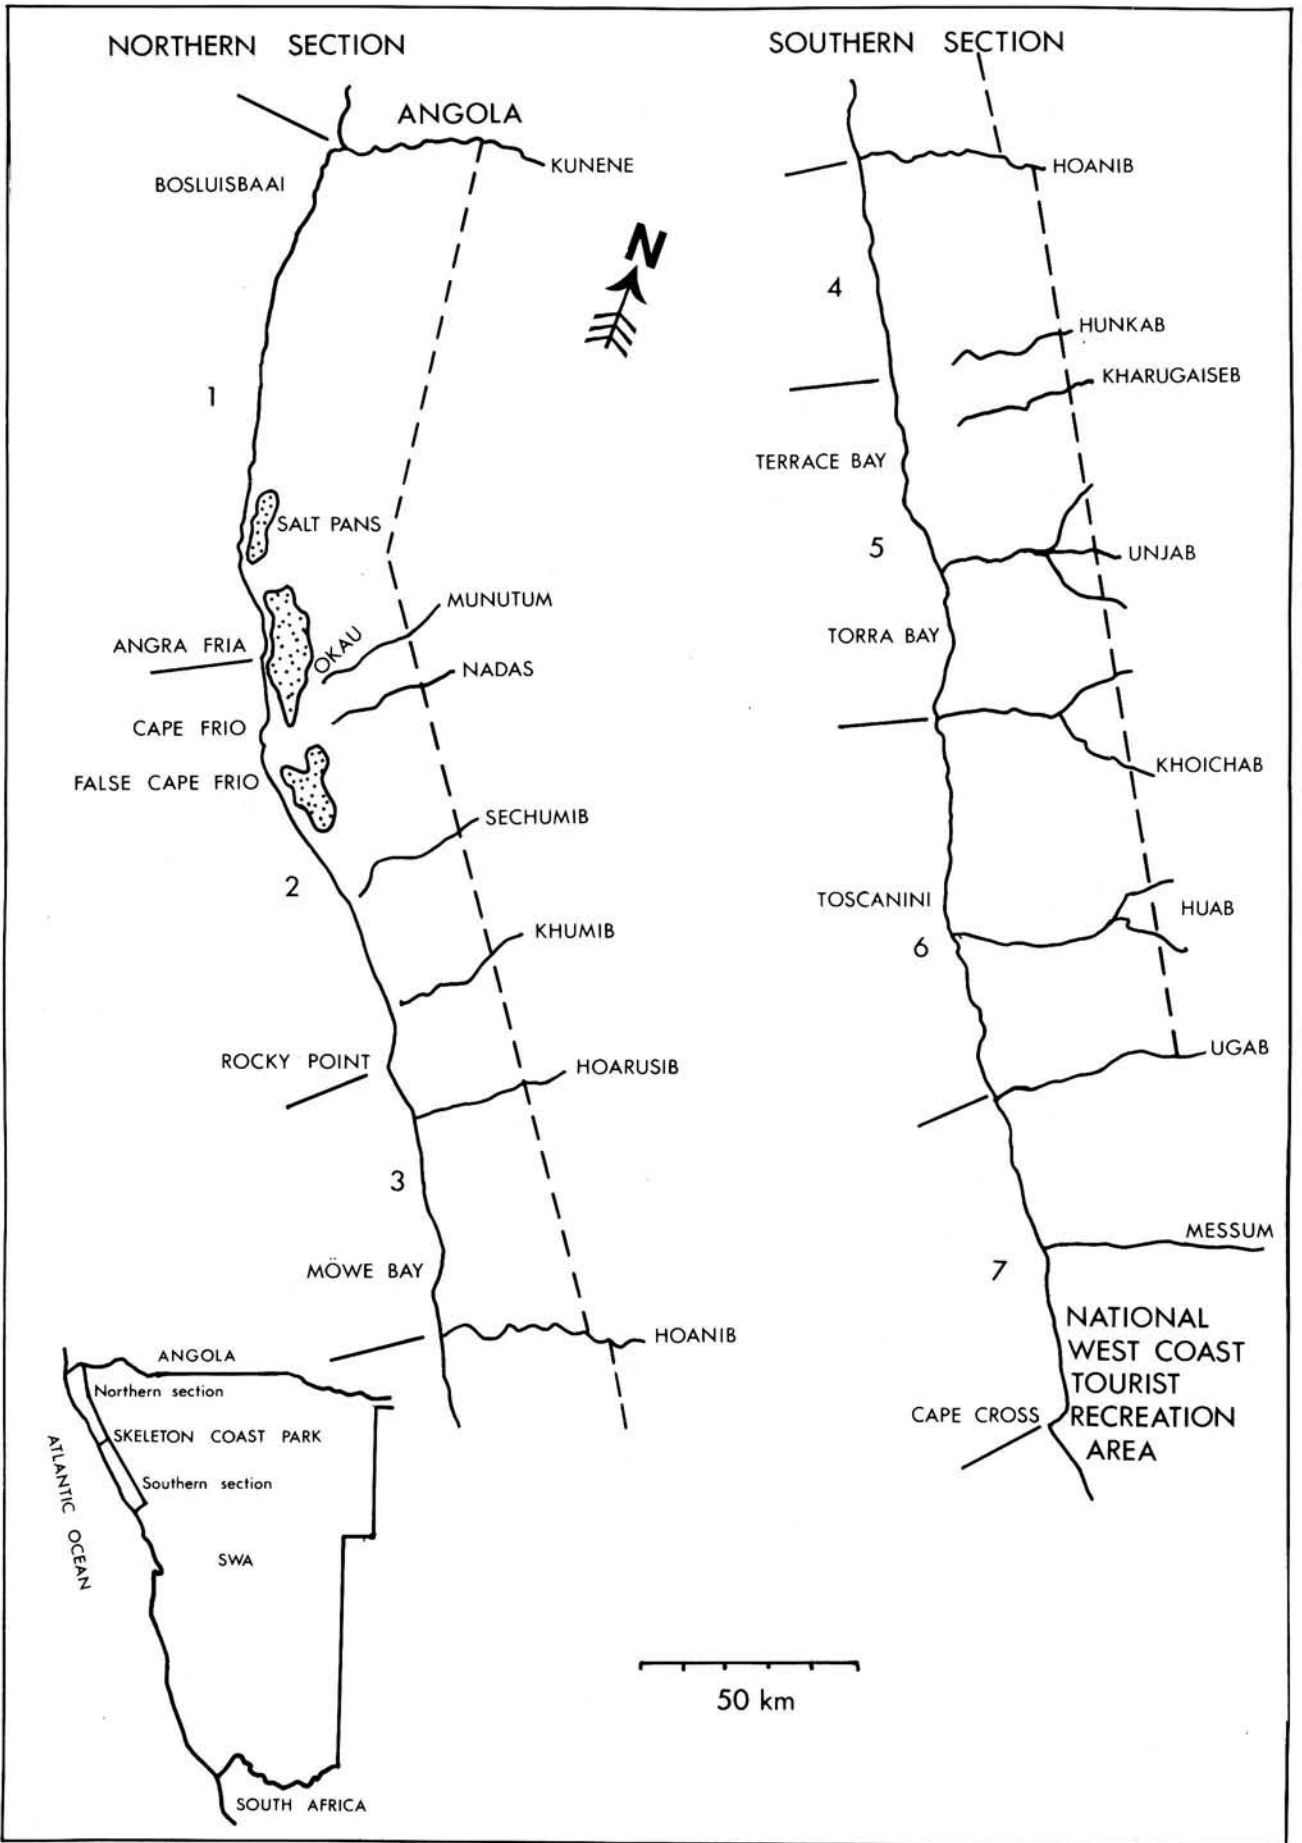 NORTHERN SECTION
ANGOLA
KUNENE
BOSLUISBAAI
N
1
SALT PANS
MUNUTUM
ANGRA FRIA
OKAU
NADAS
CAPE FRIO
FALSE CAPE FRIO
SECHUMIB
2
KHUMIB
ROCKY POINT
HOARUSIB
3
MÖWE BAY
HOANIB
SOUTHERN SECTION
HOANIB
4
HUNKAB
KHARUGAISEB
TERRACE BAY
5
UNJAB
TORRA BAY
KHOICHAB
TOSCANINI
HUAB
6
UGAB
MESSUM
7
NATIONAL
WEST COAST
TOURIST
RECREATION
AREA
CAPE CROSS
ANGOLA
Northern section
SKELETON COAST PARK
Southern section
ATLANTIC OCEAN
SWA
SOUTH AFRICA
50 km